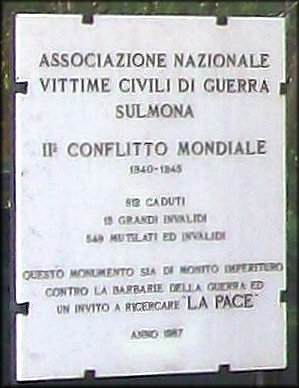 ASSOCIAZIONE NAZIONALE
VITTIME CIVILI DI GUERRA
SULMONA
II° CONFLITTO MONDIALE
1940-1945
512 CADUTI
15 GRANDI INVALIDI
549 MUTILATI ED INVALIDI
QUESTO MONUMENTO SIA DI MONITO IMPERITURO
CONTRO LA BARBARIE DELLA GUERRA ED
UN INVITO A RICERCARE "LA PACE"
ANNO 1987